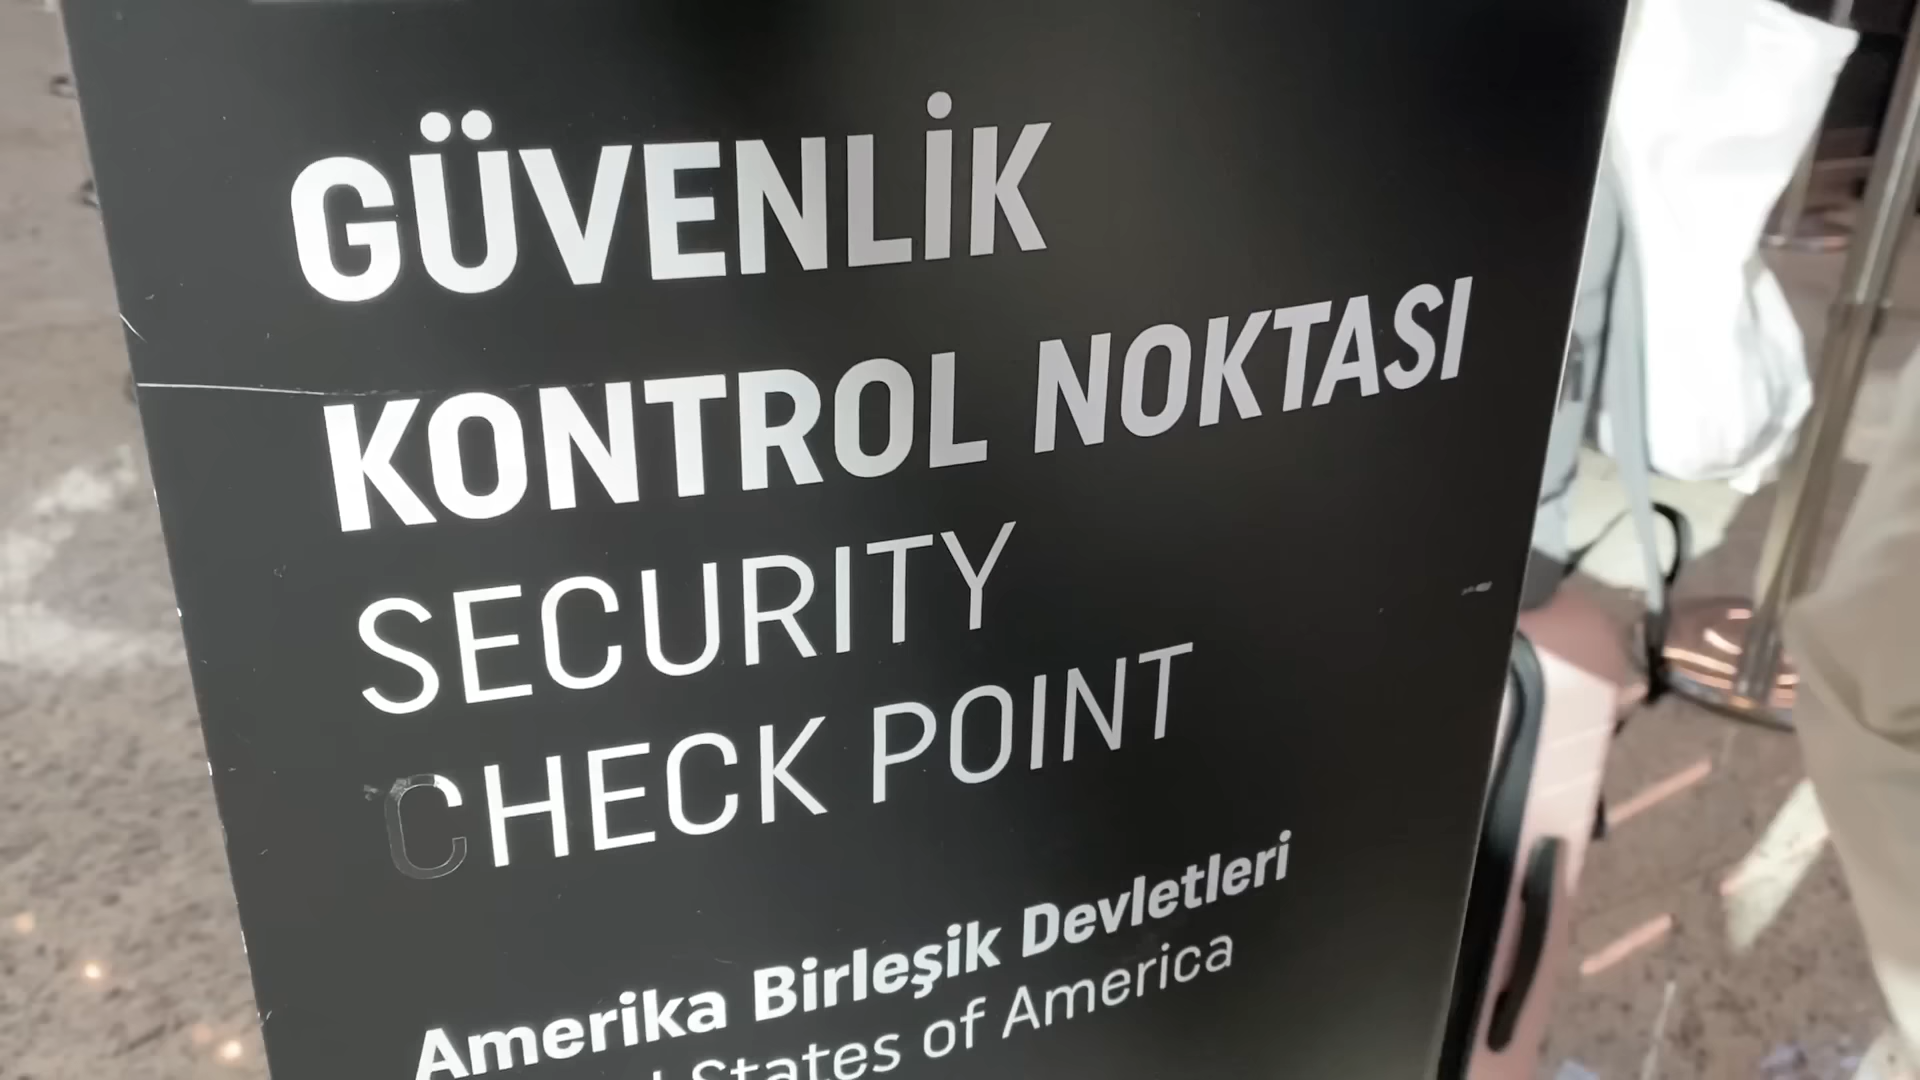 GÜVENLİK
KONTROL NOKTASI
SECURITY
CHECK POINT
Amerika Birleşik Devletleri
States of America